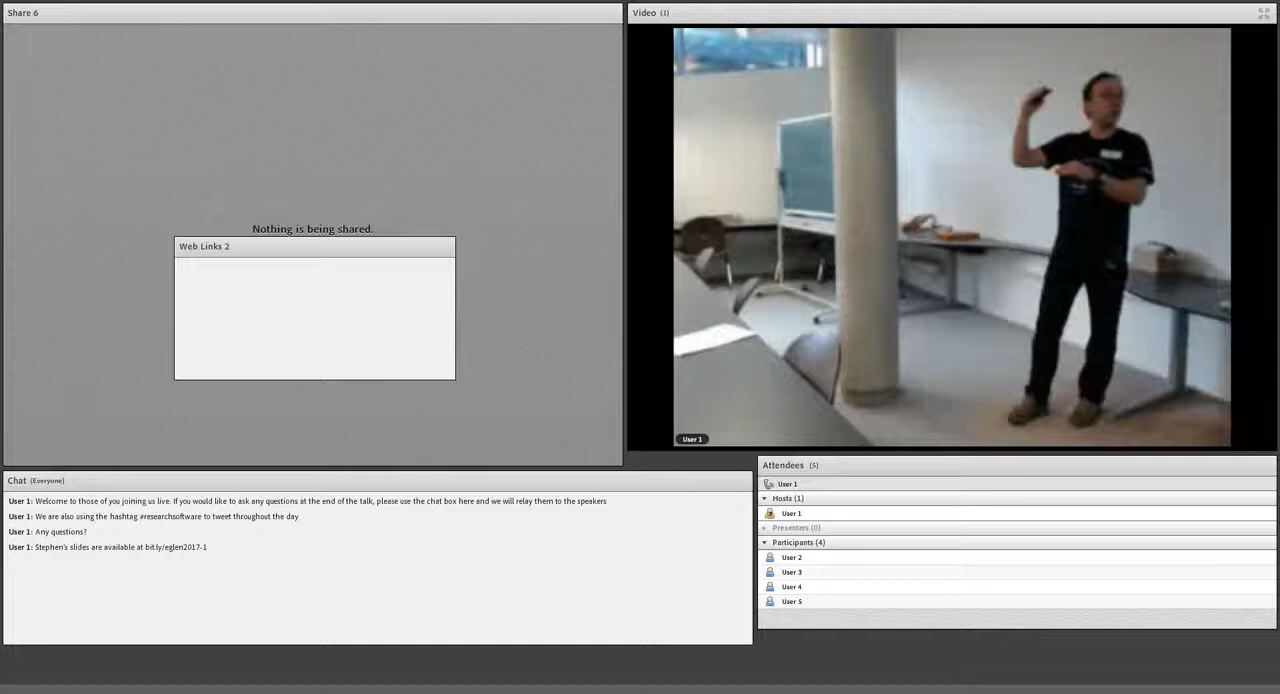 Share 6
Video (1)
Nothing is being shared.
Web Links 2
User 1
Chat (Everyone)
User 1: Welcome to those of you joining us live. If you would like to ask any questions at the end of the talk, please use the chat box here and we will relay them to the speakers
User 1: We are also using the hashtag #researchsoftware to tweet throughout the day
User 1: Any questions?
User 1: Stephen's slides are available at bit.ly/eglen2017-1
Attendees (5)
User 1
Hosts (1)
User 1
Presenters (0)
Participants (4)
User 2
User 3
User 4
User 5